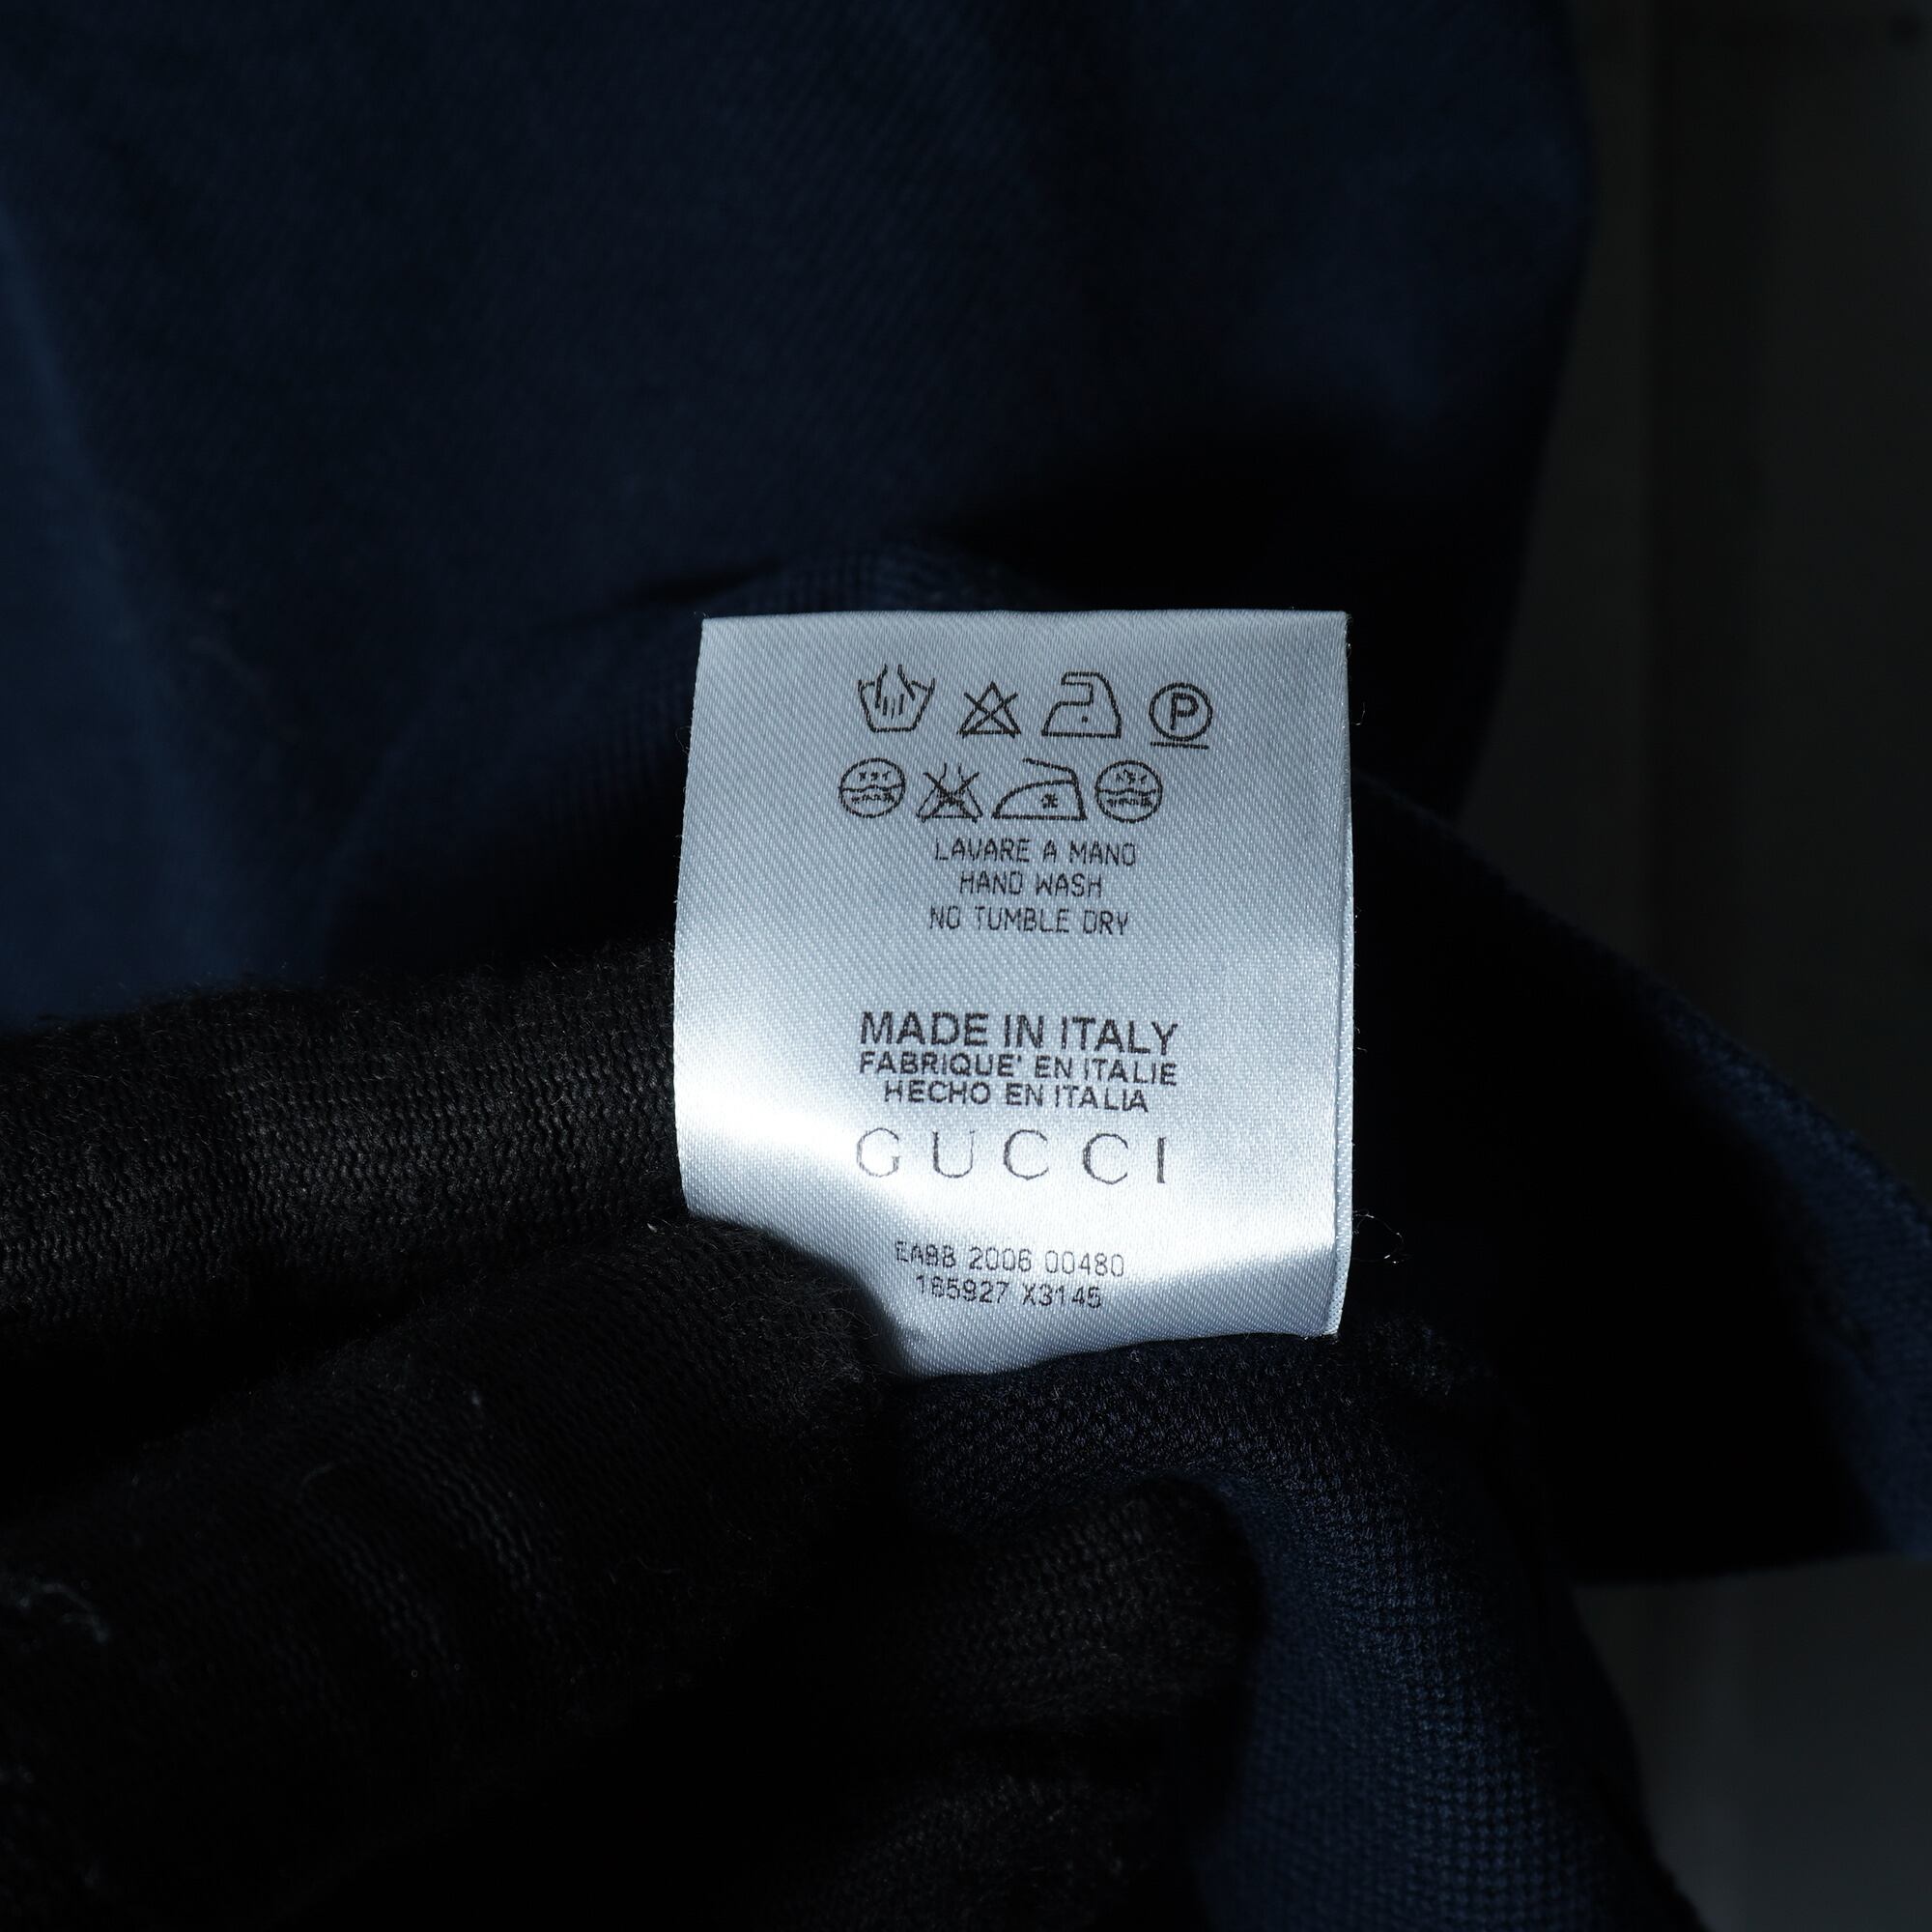 P
LAVARE A MANO
HAND WASH
NO TUMBLE DRY
MADE IN ITALY
FABRIQUE' EN ITALIE
HECHO EN ITALIA
GUCCI
EA98 2006 00480
165927 X3145